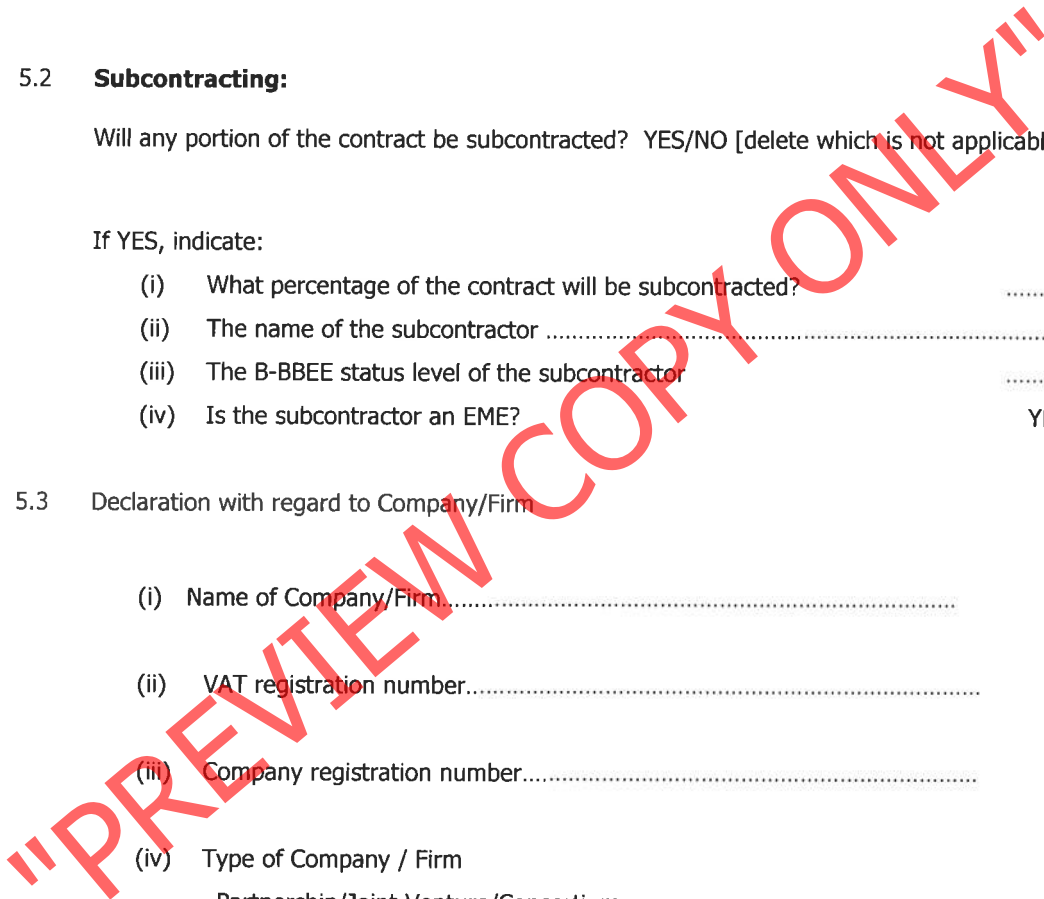 5.2 Subcontracting:
Will any portion of the contract be subcontracted? YES/NO [delete which is not applicabl
If YES, indicate:
(i) What percentage of the contract will be subcontracted? ......
(ii) The name of the subcontractor ................................................................................
(iii) The B-BBEE status level of the subcontractor ......
(iv) Is the subcontractor an EME? Y
5.3 Declaration with regard to Company/Firm
(i) Name of Company/Firm................................................................................
(ii) VAT registration number................................................................................
(iii) Company registration number......................................................................
(iv) Type of Company / Firm
Partnership/Joint Venture/Consortium
"PREVIEW COPY ONLY"